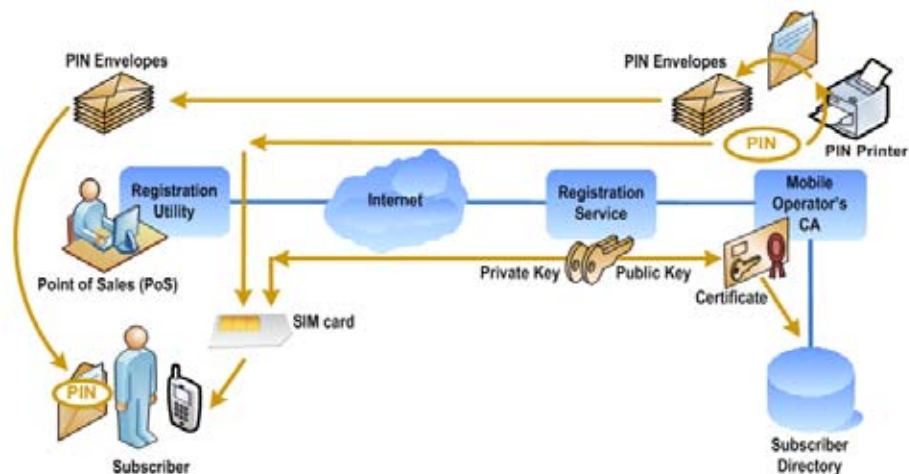 PIN Envelopes
PIN Envelopes
PIN
PIN Printer
Registration
Utility
Internet
Registration
Service
Mobile
Operator's
CA
Point of Sales (PoS)
Private Key
Public Key
Certificate
SIM card
PIN
Subscriber
Subscriber
Directory